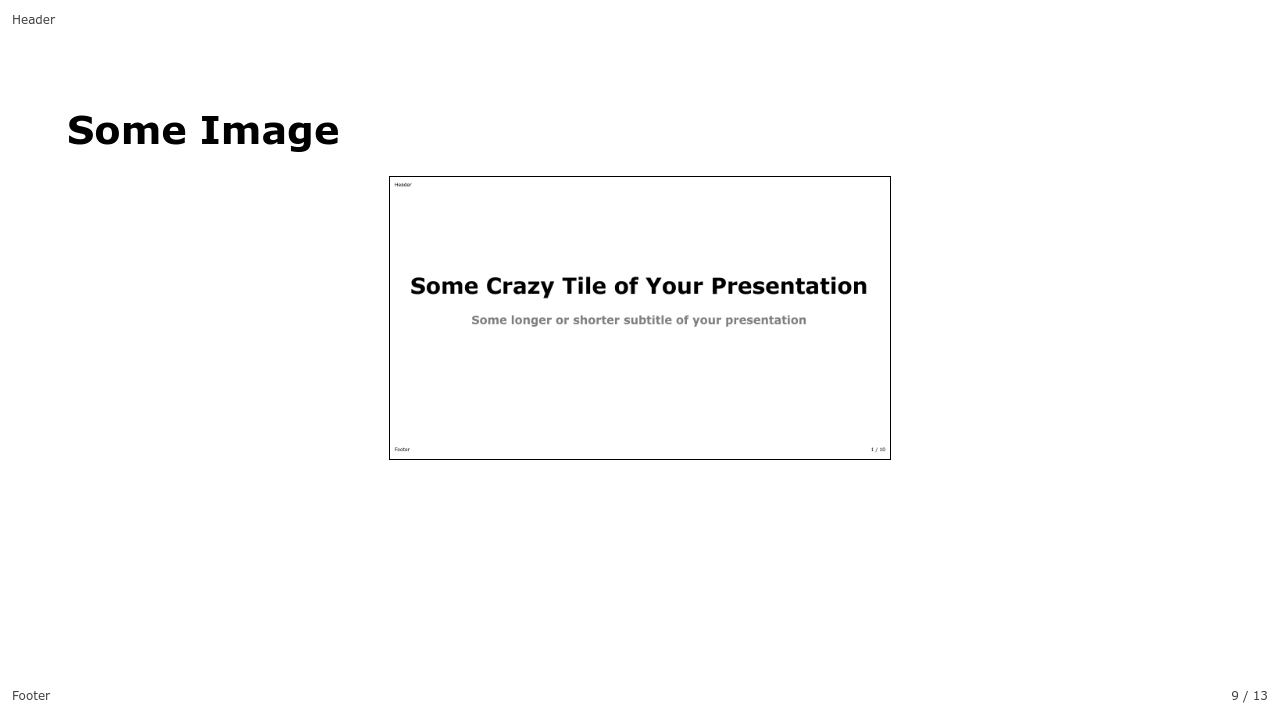 Header
Some Image
Header
Some Crazy Tile of Your Presentation
Some longer or shorter subtitle of your presentation
Footer
1 / 10
Footer
9 / 13